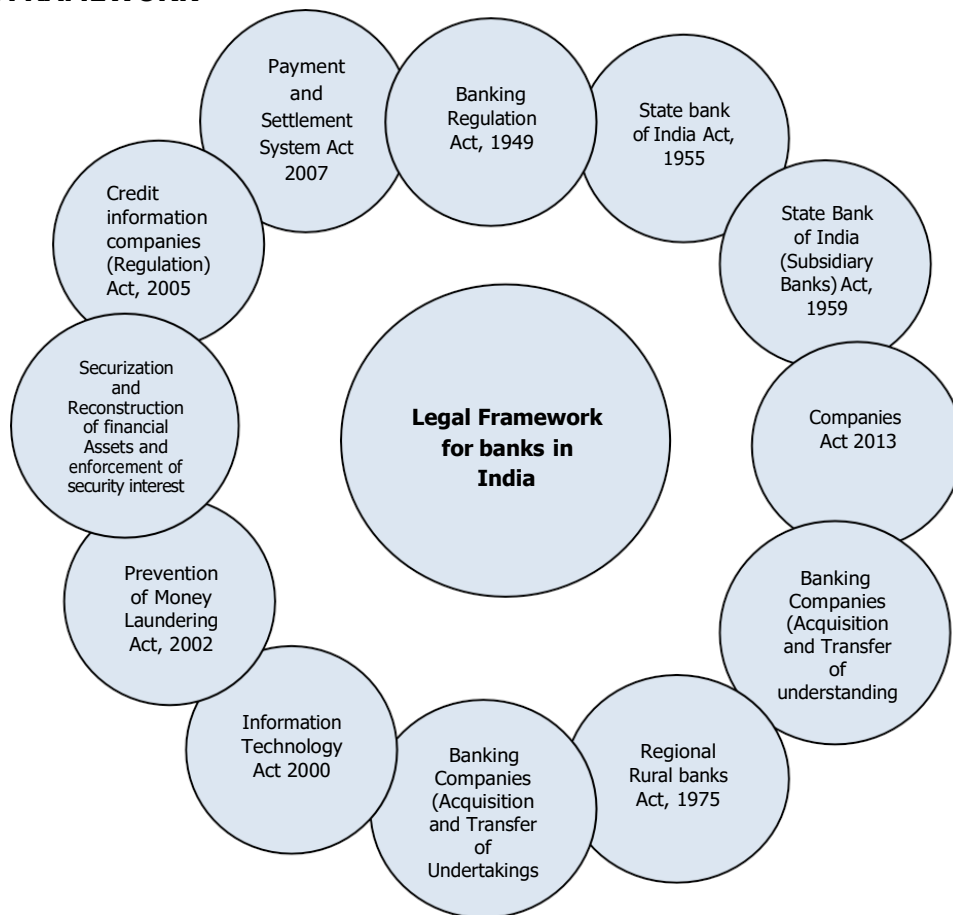 Payment
and
Settlement
System Act
2007
Banking
Regulation
Act, 1949
State bank
of India Act,
1955
State Bank
of India
(Subsidiary
Banks) Act,
1959
Companies
Act 2013
Banking
Companies
(Acquisition
and Transfer
of
understanding
Regional
Rural banks
Act, 1975
Banking
Companies
(Acquisition
and Transfer
of
Undertakings
Information
Technology
Act 2000
Prevention
of Money
Laundering
Act, 2002
Securization
and
Reconstruction
of financial
Assets and
enforcement of
security interest
Credit
information
companies
(Regulation)
Act, 2005
Legal Framework
for banks in
India